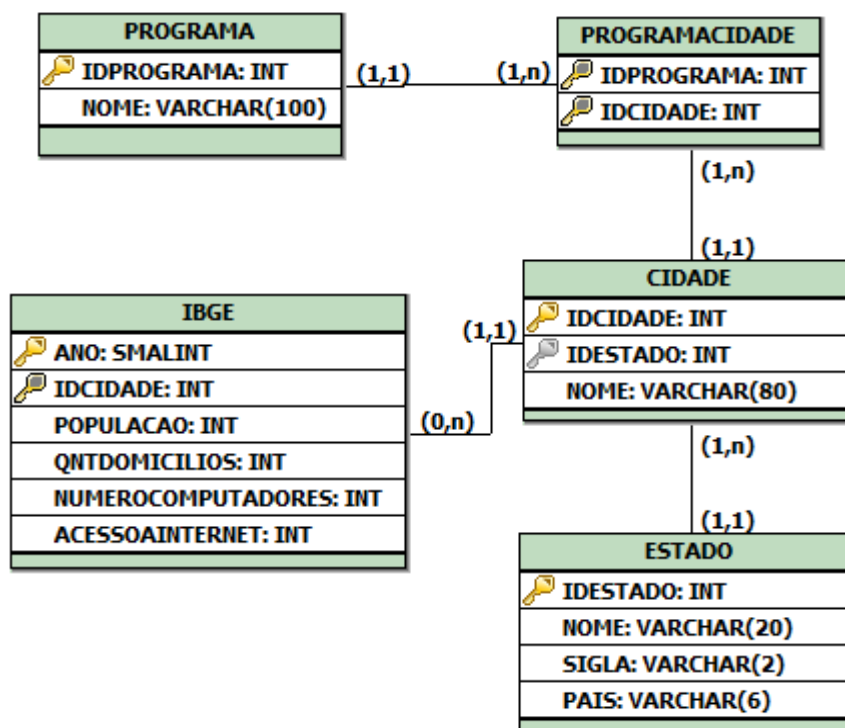 PROGRAMA
IDPROGRAMA: INT
NOME: VARCHAR(100)
(1,1)
(1,n)
PROGRAMACIDADE
IDPROGRAMA: INT
IDCIDADE: INT
(1,n)
(1,1)
CIDADE
IDCIDADE: INT
IDESTADO: INT
NOME: VARCHAR(80)
(1,1)
(0,n)
IBGE
ANO: SMALINT
IDCIDADE: INT
POPULACAO: INT
QNTDOMICILIOS: INT
NUMEROCOMPUTADORES: INT
ACESSOAINTERNET: INT
(1,n)
(1,1)
ESTADO
IDESTADO: INT
NOME: VARCHAR(20)
SIGLA: VARCHAR(2)
PAIS: VARCHAR(6)